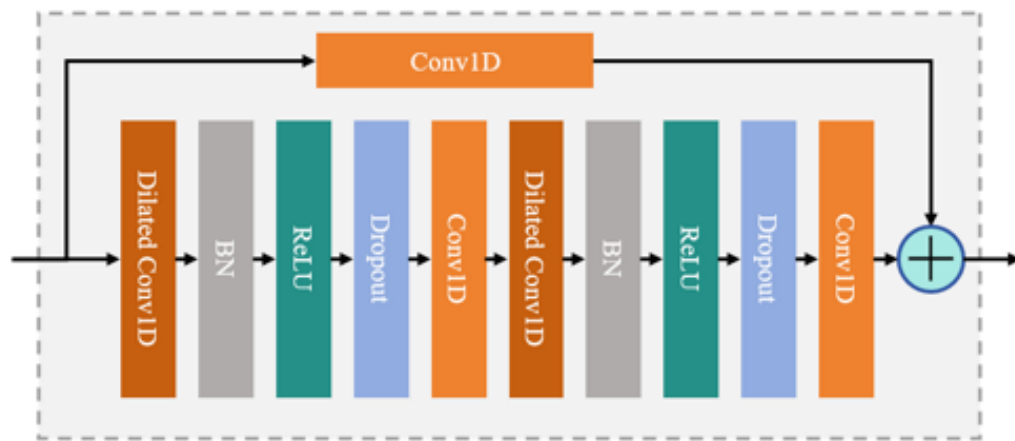 Conv1D
Dilated Conv1D
BN
ReLU
Dropout
Conv1D
Dilated Conv1D
BN
ReLU
Dropout
Conv1D